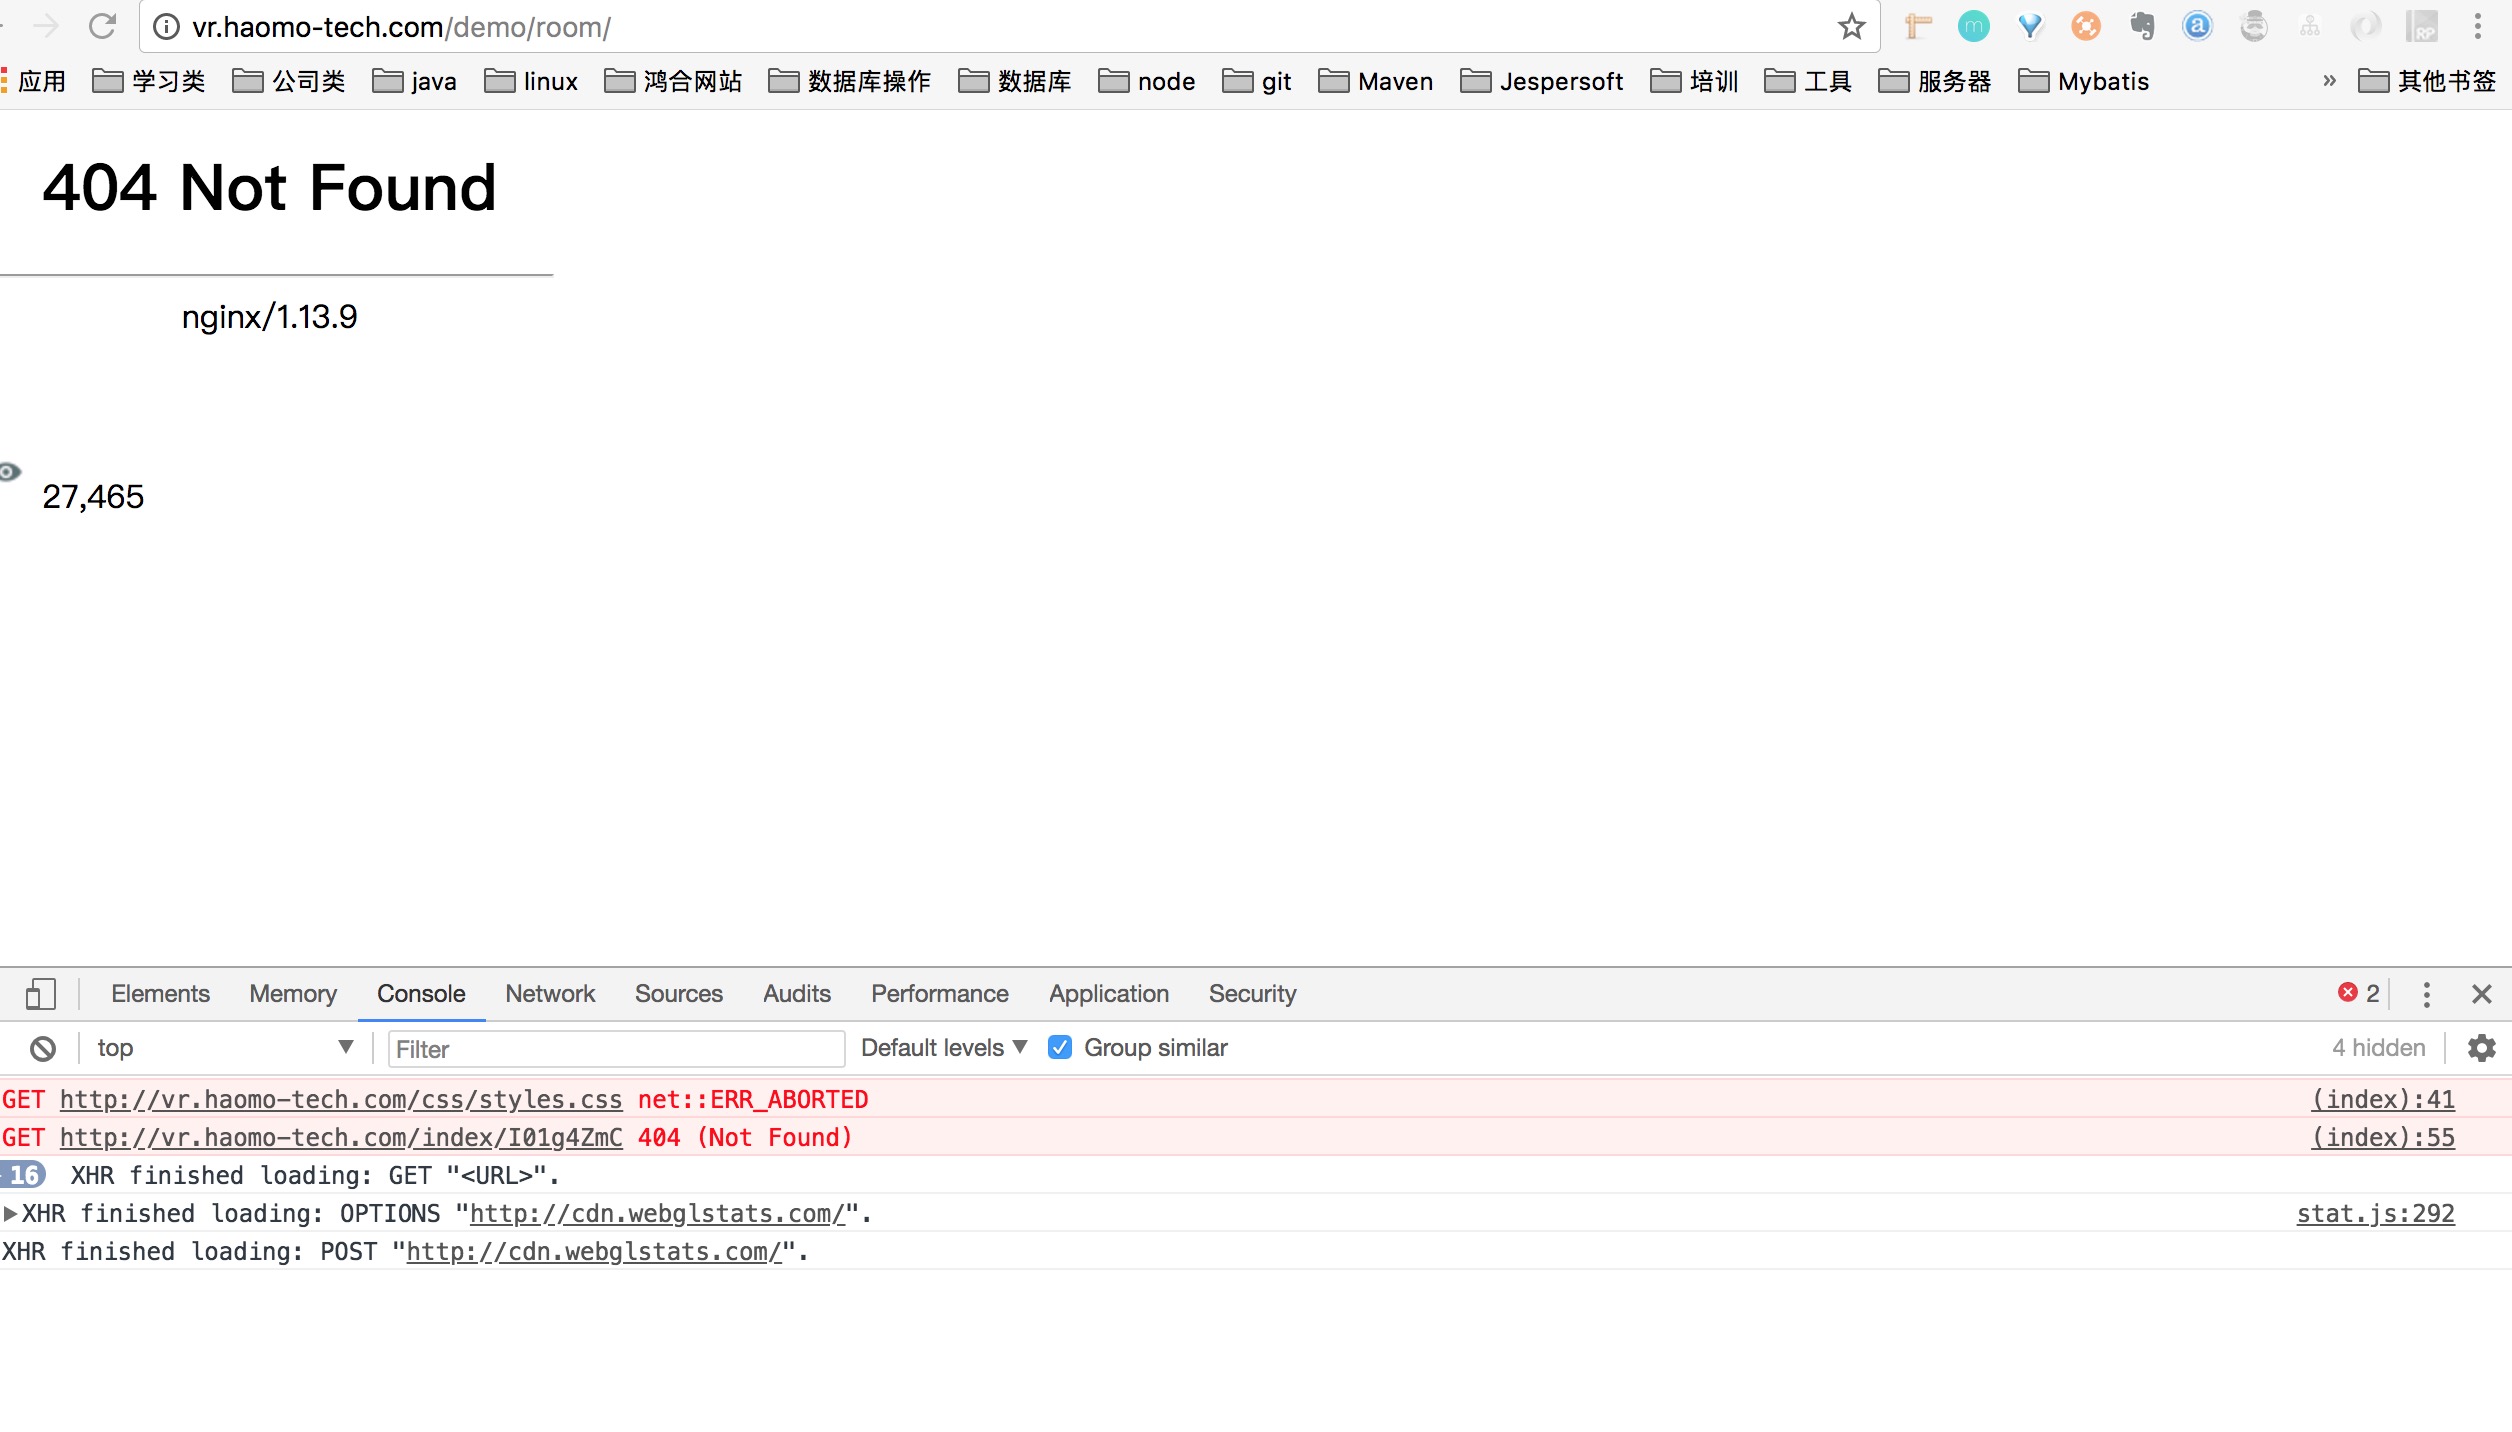 vr.haomo-tech.com/demo/room/
应用 学习类 公司类 java linux 鸿合网站 数据库操作 数据库 node git Maven Jespersoft 培训 工具 服务器 Mybatis » 其他书签
404 Not Found
nginx/1.13.9
27,465
Elements Memory Console Network Sources Audits Performance Application Security 2
top Filter Default levels Group similar 4 hidden
GET http://vr.haomo-tech.com/css/styles.css net::ERR_ABORTED (index):41
GET http://vr.haomo-tech.com/index/I01g4ZmC 404 (Not Found) (index):55
16 XHR finished loading: GET "<URL>".
XHR finished loading: OPTIONS "http://cdn.webglstats.com/". stat.js:292
XHR finished loading: POST "http://cdn.webglstats.com/".